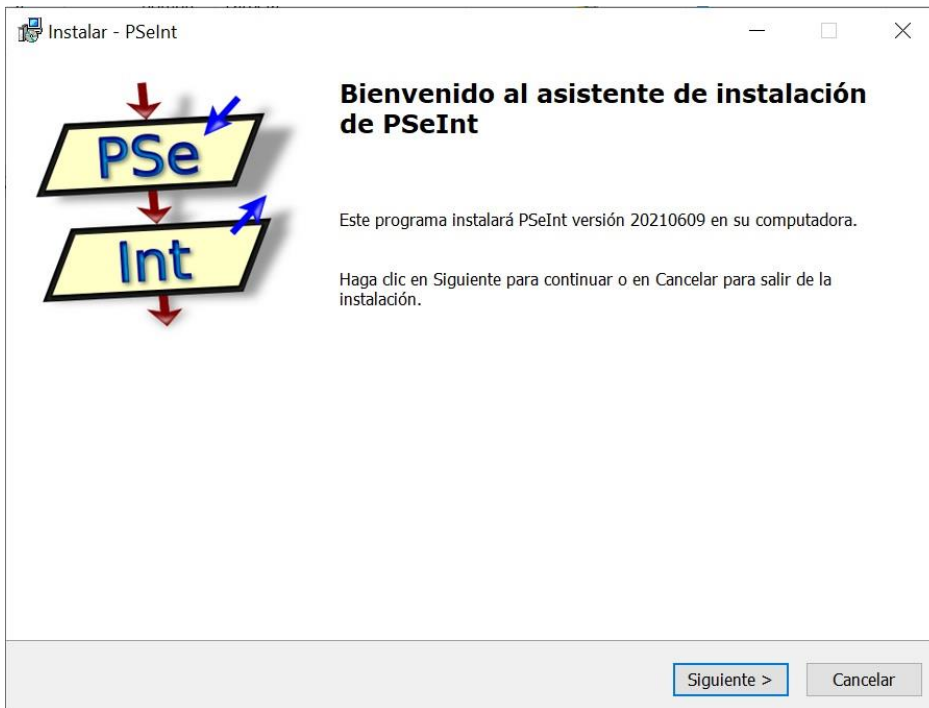 Instalar - PSeInt
PSe
Int
Bienvenido al asistente de instalación
de PSeInt
Este programa instalará PSeInt versión 20210609 en su computadora.
Haga clic en Siguiente para continuar o en Cancelar para salir de la
instalación.
Siguiente >
Cancelar